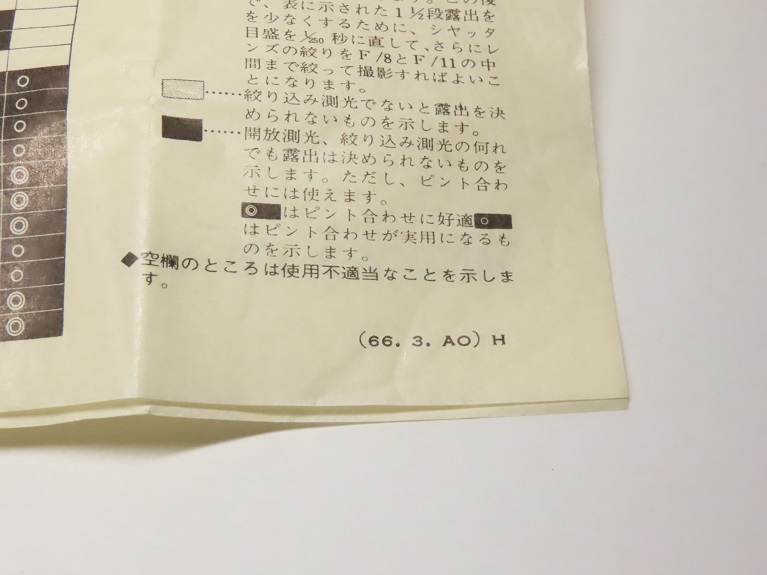 で、表に示された1½段露出を
を少なくするために、シヤッタ
目盛を1/250秒に直して、さらにレ
ンズの絞りをF/8とF/11の中
間まで絞って撮影すればよいこ
とになります。
……絞り込み測光でないと露出を決
められないものを示します。
……開放測光、絞り込み測光の何れ
でも露出は決められないものを
示します。ただし、ピント合わ
せには使えます。
◎はピント合わせに好適○
はピント合わせが実用になるも
のを示します。
◆空欄のところは使用不適当なことを示しま
す。
(66. 3. AO) H